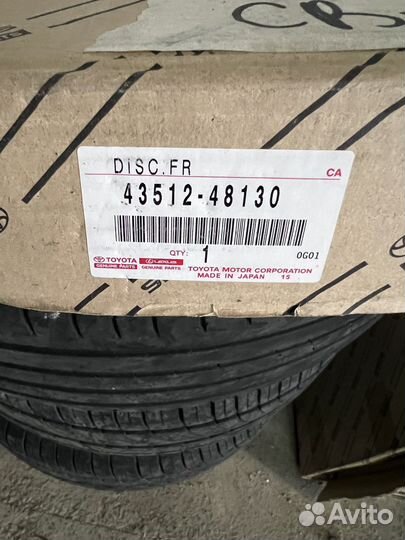 DISC.FR CA
43512-48130
QTY: 1 0G01
TOYOTA LEXUS TOYOTA MOTOR CORPORATION
GENUINE PARTS GENUINE PARTS MADE IN JAPAN 15
Avito